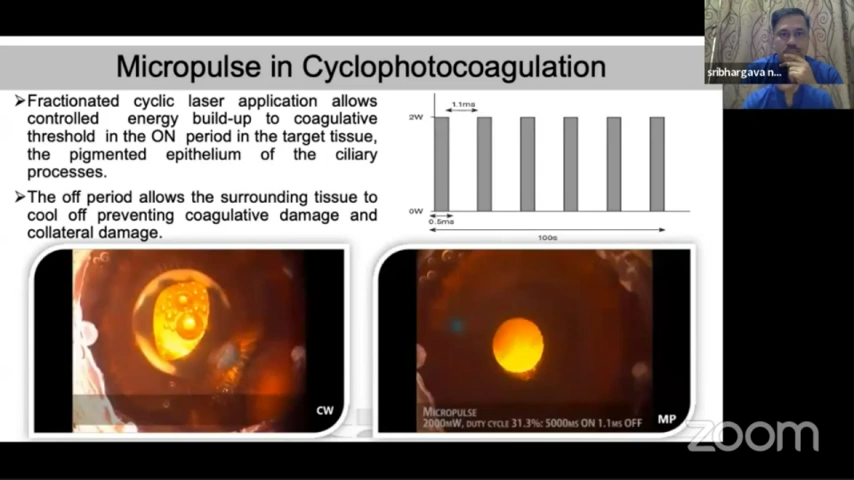 Micropulse in Cyclophotocoagulation
sribhargava n...
➢Fractionated cyclic laser application allows
controlled energy build-up to coagulative
threshold in the ON period in the target tissue,
the pigmented epithelium of the ciliary
processes.
➢The off period allows the surrounding tissue to
cool off preventing coagulative damage and
collateral damage.
1.1ms
2W
0W
0.5ms
100s
CW
MICROPULSE
2000MW, DUTY CYCLE 31.3%: 5000MS ON 1.1MS OFF
MP
zoom